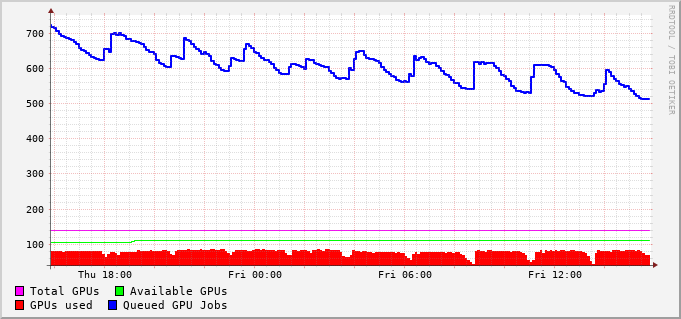 RRDTOOL / TOBI OETIKER
700
600
500
400
300
200
100
Thu 18:00 Fri 00:00 Fri 06:00 Fri 12:00
Total GPUs Available GPUs
GPUs used Queued GPU Jobs